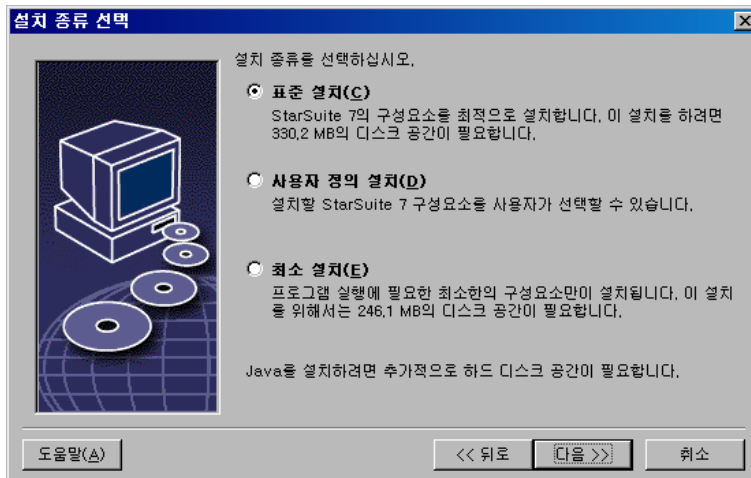 설치 종류 선택
설치 종류를 선택하십시오.
표준 설치(C)
StarSuite 7의 구성요소를 최적으로 설치합니다. 이 설치를 하려면
330,2 MB의 디스크 공간이 필요합니다.
사용자 정의 설치(D)
설치할 StarSuite 7 구성요소를 사용자가 선택할 수 있습니다.
최소 설치(E)
프로그램 실행에 필요한 최소한의 구성요소만이 설치됩니다. 이 설치
를 위해서는 246,1 MB의 디스크 공간이 필요합니다.
Java를 설치하려면 추가적으로 하드 디스크 공간이 필요합니다.
도움말(A)
<< 뒤로
다음 >>
취소